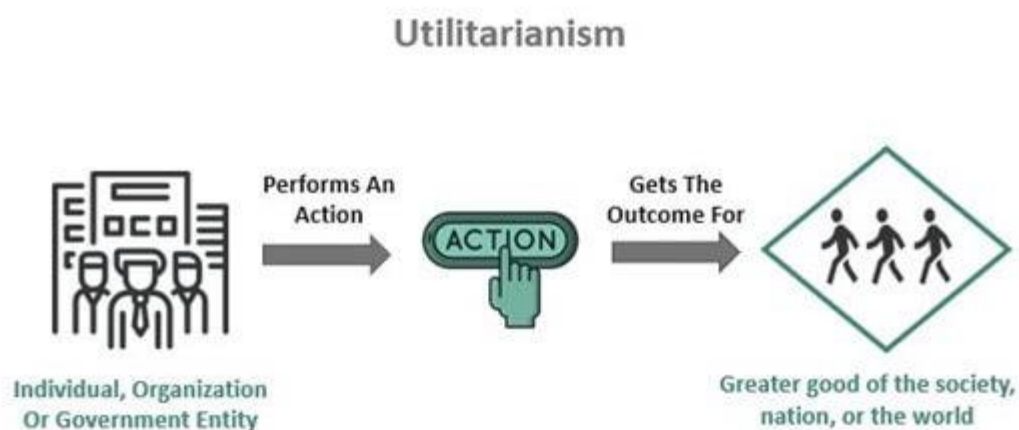 Utilitarianism
Performs An
Action
ACTION
Gets The
Outcome For
Individual, Organization
Or Government Entity
Greater good of the society,
nation, or the world